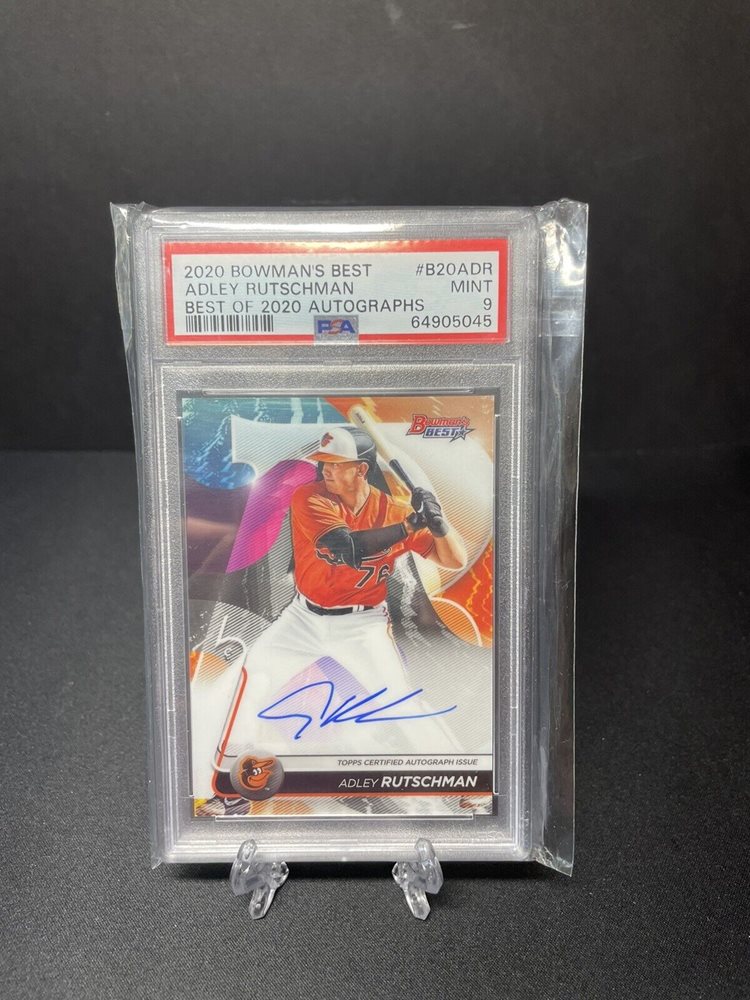 2020 BOWMAN'S BEST #B20ADR
ADLEY RUTSCHMAN MINT
BEST OF 2020 AUTOGRAPHS 9
PSA 64905045
Bowman's
BEST
76
TOPPS CERTIFIED AUTOGRAPH ISSUE
ADLEY RUTSCHMAN